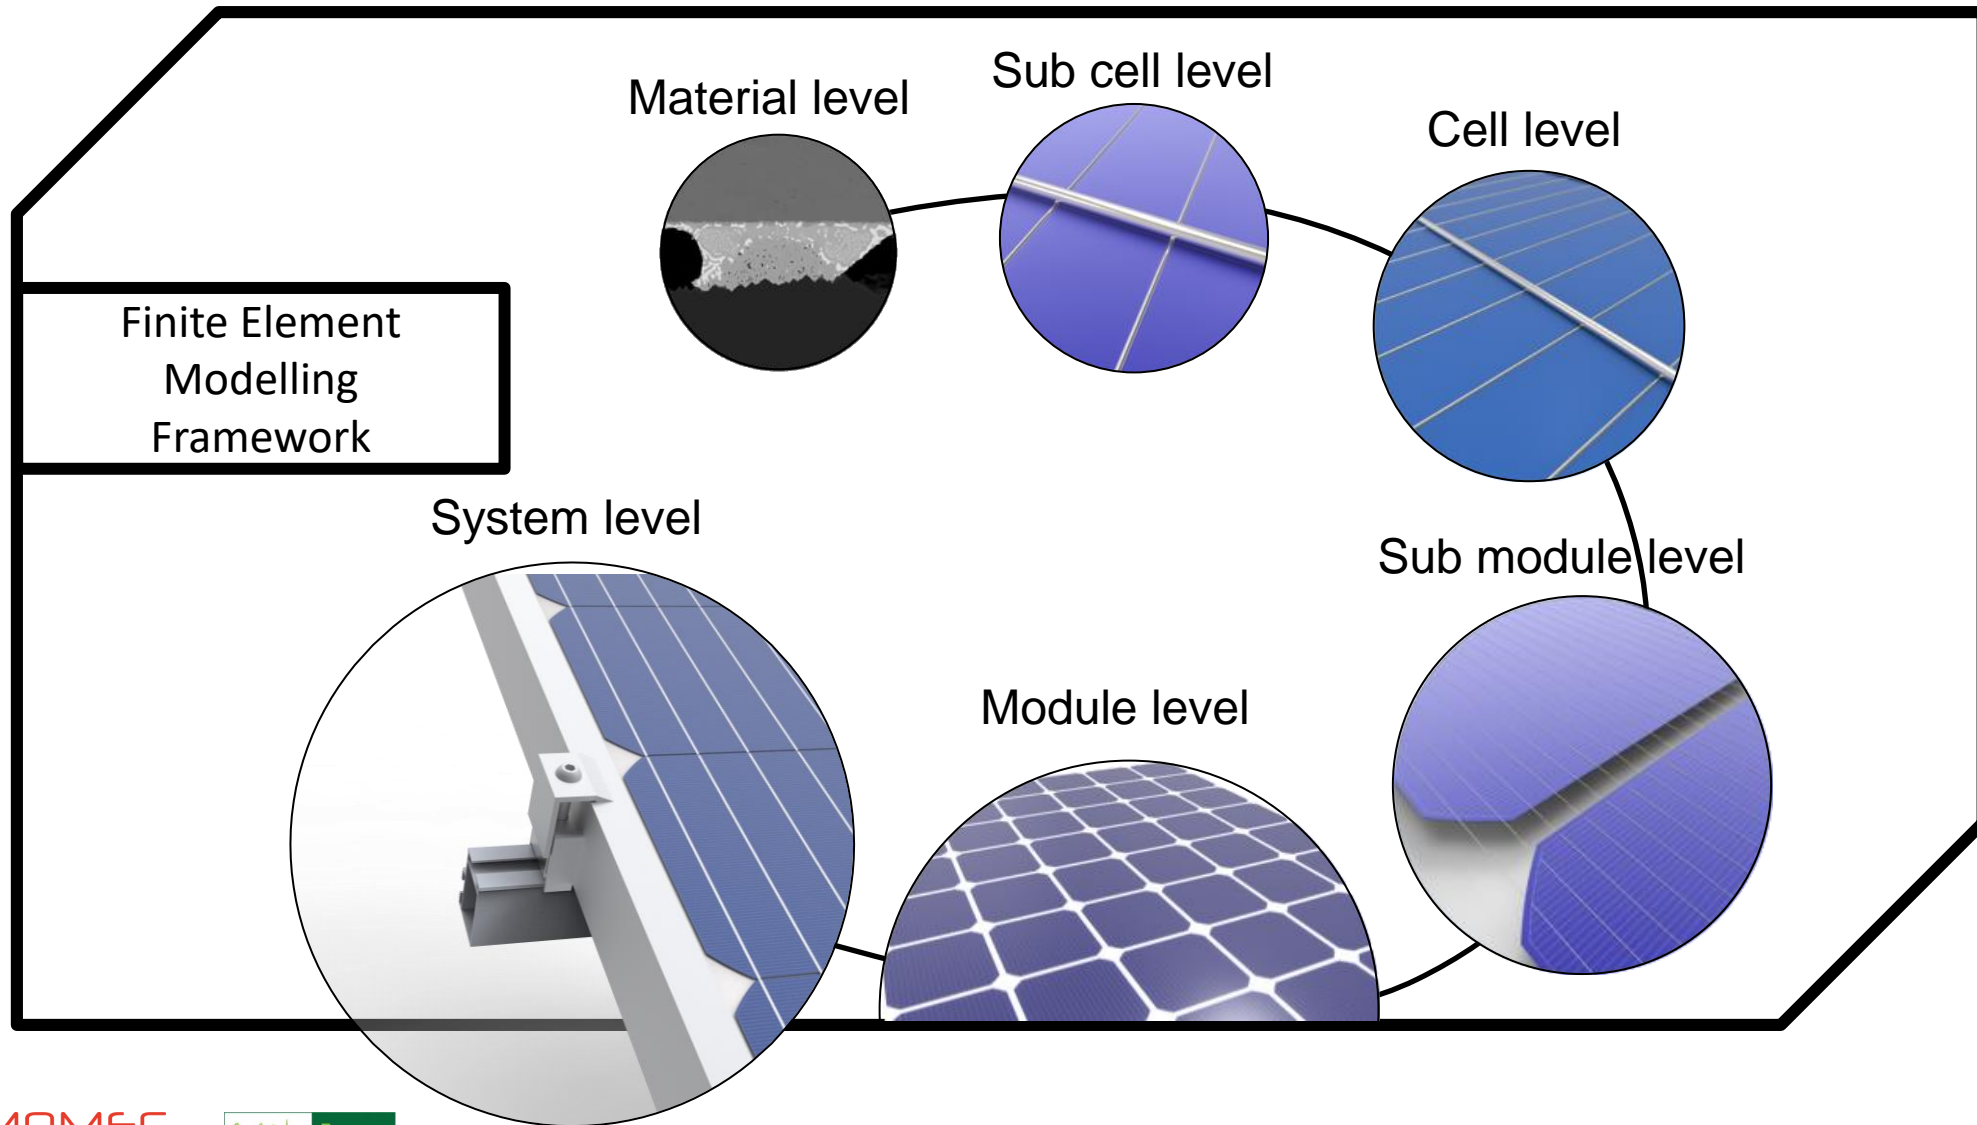 Sub cell level
Material level
Cell level
Finite Element
Modelling
Framework
System level
Sub module level
Module level